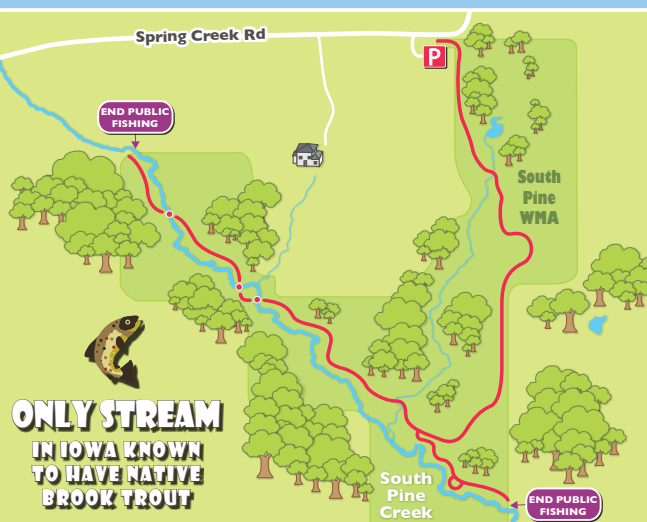 Spring Creek Rd
P
END PUBLIC
FISHING
South
Pine
WMA
ONLY STREAM
IN IOWA KNOWN
TO HAVE NATIVE
BROOK TROUT
South
Pine
Creek
END PUBLIC
FISHING